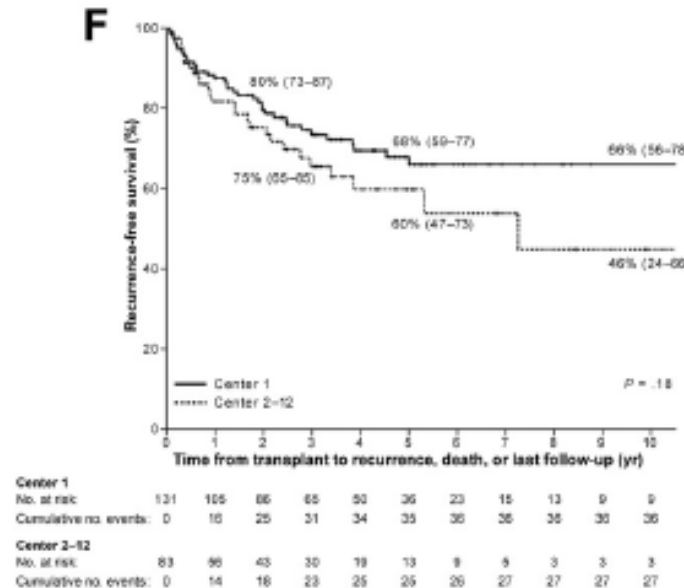 F
Recurrence-free survival (%)
100
80
60
40
20
0
80% (73–87)
68% (59–77)
66% (56–78
75% (65–85)
60% (47–73)
46% (24–66
Center 1
Center 2–12
P = .18
0 1 2 3 4 5 6 7 8 9 10
Time from transplant to recurrence, death, or last follow-up (yr)
Center 1
No. at risk: 131 105 86 65 50 36 23 15 13 9 9
Cumulative no. events: 0 16 25 31 34 35 36 36 36 36 36
Center 2–12
No. at risk: 83 56 43 30 19 13 9 5 3 3 3
Cumulative no. events: 0 14 18 23 25 25 26 27 27 27 27